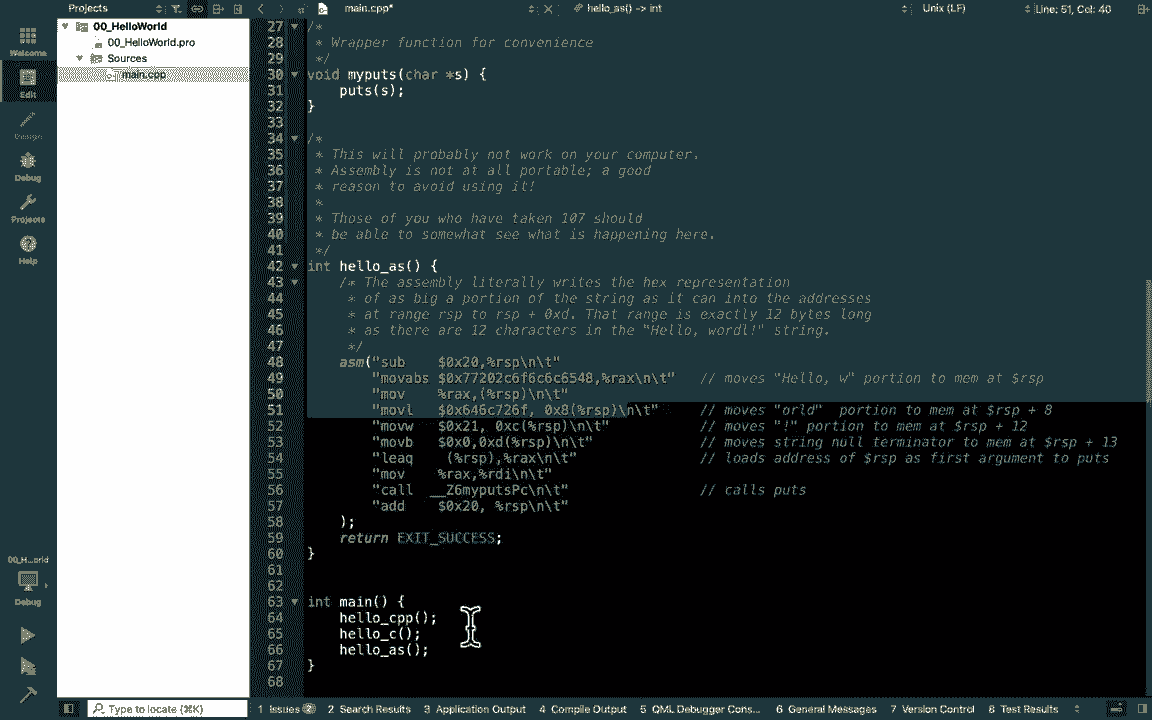 Projects
main.cpp*
hello_as() -> int
Unix (LF)
Line: 51, Col: 40
00_HelloWorld
00_HelloWorld.pro
Sources
main.cpp
Welcome
Edit
Design
Debug
Projects
Help
00_H...orld
Debug
27 /*
28 * Wrapper function for convenience
29 */
30 void myputs(char *s) {
31 puts(s);
32 }
33
34 /*
35 * This will probably not work on your computer.
36 * Assembly is not at all portable; a good
37 * reason to avoid using it!
38 *
39 * Those of you who have taken 107 should
40 * be able to somewhat see what is happening here.
41 */
42 int hello_as() {
43 /* The assembly literally writes the hex representation
44 * of as big a portion of the string as it can into the addresses
45 * at range rsp to rsp + 0xd. That range is exactly 12 bytes long
46 * as there are 12 characters in the "Hello, wordl!" string.
47 */
48 asm("sub $0x20,%rsp\n\t"
49 "movabs $0x77202c6f6c6c6548,%rax\n\t" // moves "Hello, w" portion to mem at $rsp
50 "mov %rax,(%rsp)\n\t"
51 "movl $0x646c726f, 0x8(%rsp)\n\t" // moves "orld" portion to mem at $rsp + 8
52 "movw $0x21, 0xc(%rsp)\n\t" // moves "!" portion to mem at $rsp + 12
53 "movb $0x0,0xd(%rsp)\n\t" // moves string null terminator to mem at $rsp + 13
54 "leaq (%rsp),%rax\n\t" // loads address of $rsp as first argument to puts
55 "mov %rax,%rdi\n\t"
56 "call __Z6myputsPc\n\t" // calls puts
57 "add $0x20, %rsp\n\t"
58 );
59 return EXIT_SUCCESS;
60 }
61
62
63 int main() {
64 hello_cpp();
65 hello_c();
66 hello_as();
67 }
68
Type to locate (⌘K)
1 Issues 2
2 Search Results
3 Application Output
4 Compile Output
5 QML Debugger Cons...
6 General Messages
7 Version Control
8 Test Results